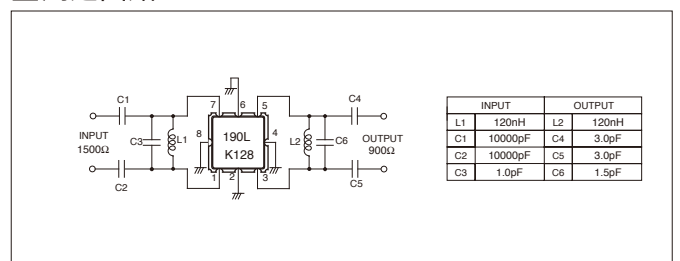 C1
C4
7
6
5
INPUT
1500Ω
C3
L1
8
190L
K128
4
L2
C6
OUTPUT
900Ω
1
2
3
C2
C5
INPUT OUTPUT
L1 120nH L2 120nH
C1 10000pF C4 3.0pF
C2 10000pF C5 3.0pF
C3 1.0pF C6 1.5pF